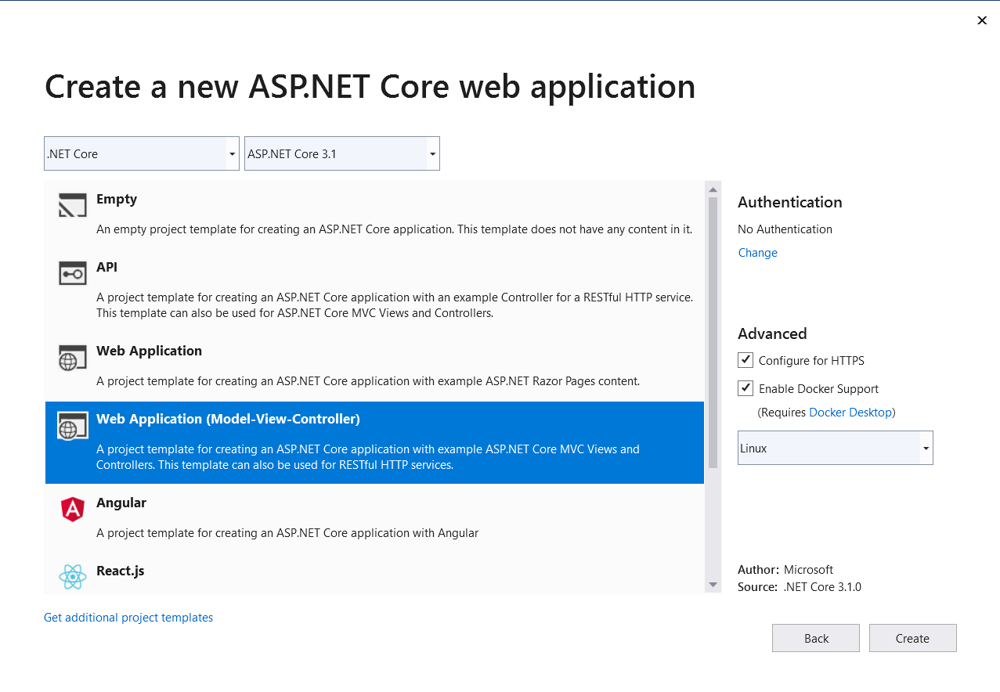 Create a new ASP.NET Core web application
.NET Core
ASP.NET Core 3.1
Empty
An empty project template for creating an ASP.NET Core application. This template does not have any content in it.
API
A project template for creating an ASP.NET Core application with an example Controller for a RESTful HTTP service.
This template can also be used for ASP.NET Core MVC Views and Controllers.
Web Application
A project template for creating an ASP.NET Core application with example ASP.NET Razor Pages content.
Web Application (Model-View-Controller)
A project template for creating an ASP.NET Core application with example ASP.NET Core MVC Views and
Controllers. This template can also be used for RESTful HTTP services.
Angular
A project template for creating an ASP.NET Core application with Angular
React.js
Get additional project templates
Authentication
No Authentication
Change
Advanced
Configure for HTTPS
Enable Docker Support
(Requires Docker Desktop)
Linux
Author: Microsoft
Source: .NET Core 3.1.0
Back
Create